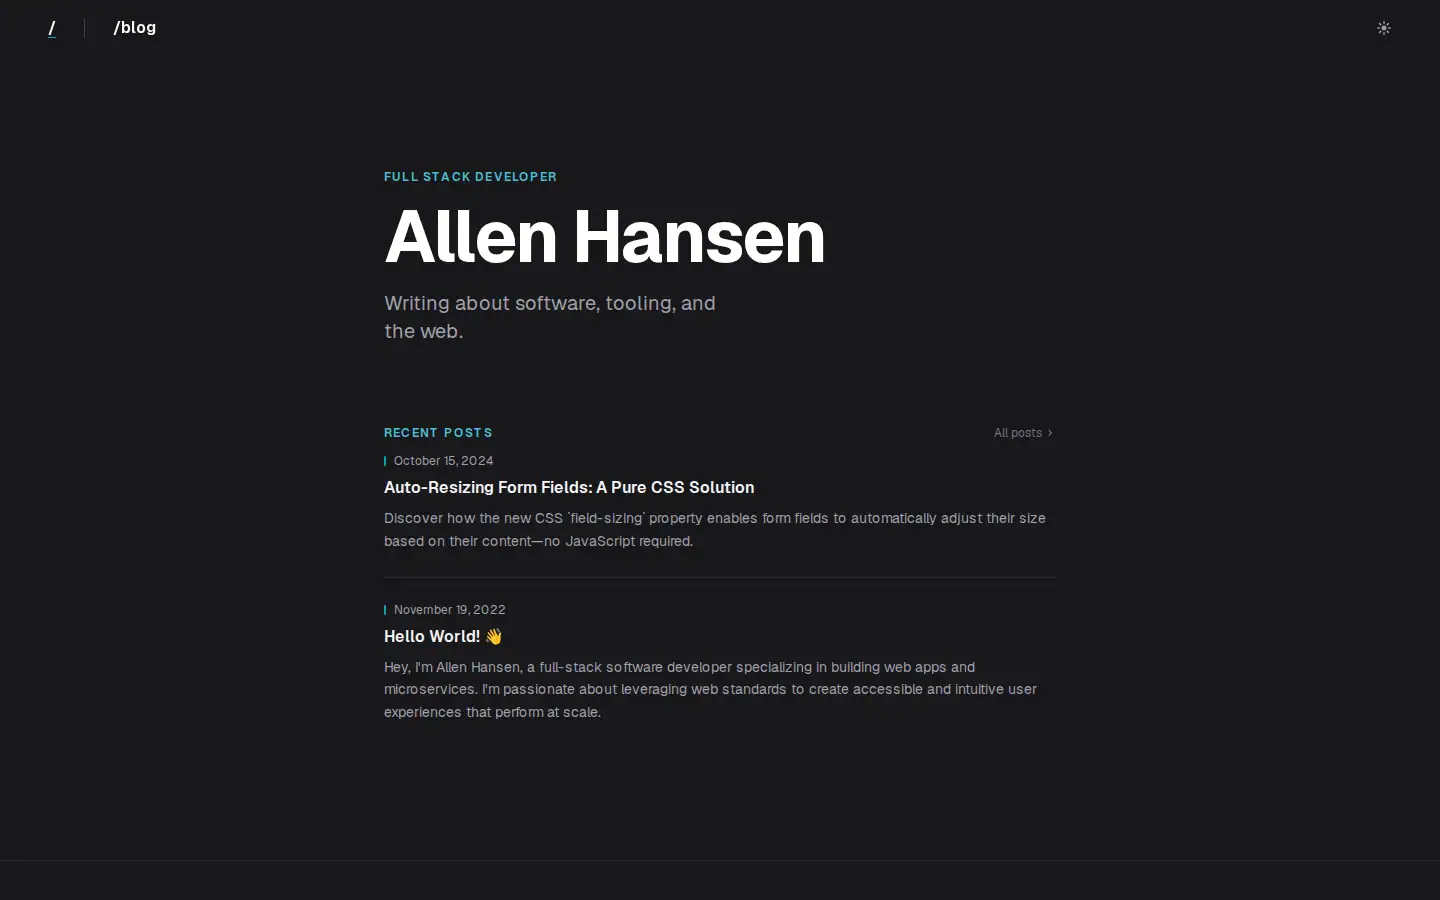 /
/blog
FULL STACK DEVELOPER
Allen Hansen
Writing about software, tooling, and
the web.
RECENT POSTS
All posts ›
October 15, 2024
Auto-Resizing Form Fields: A Pure CSS Solution
Discover how the new CSS `field-sizing` property enables form fields to automatically adjust their size
based on their content—no JavaScript required.
November 19, 2022
Hello World! 👋
Hey, I'm Allen Hansen, a full-stack software developer specializing in building web apps and
microservices. I'm passionate about leveraging web standards to create accessible and intuitive user
experiences that perform at scale.